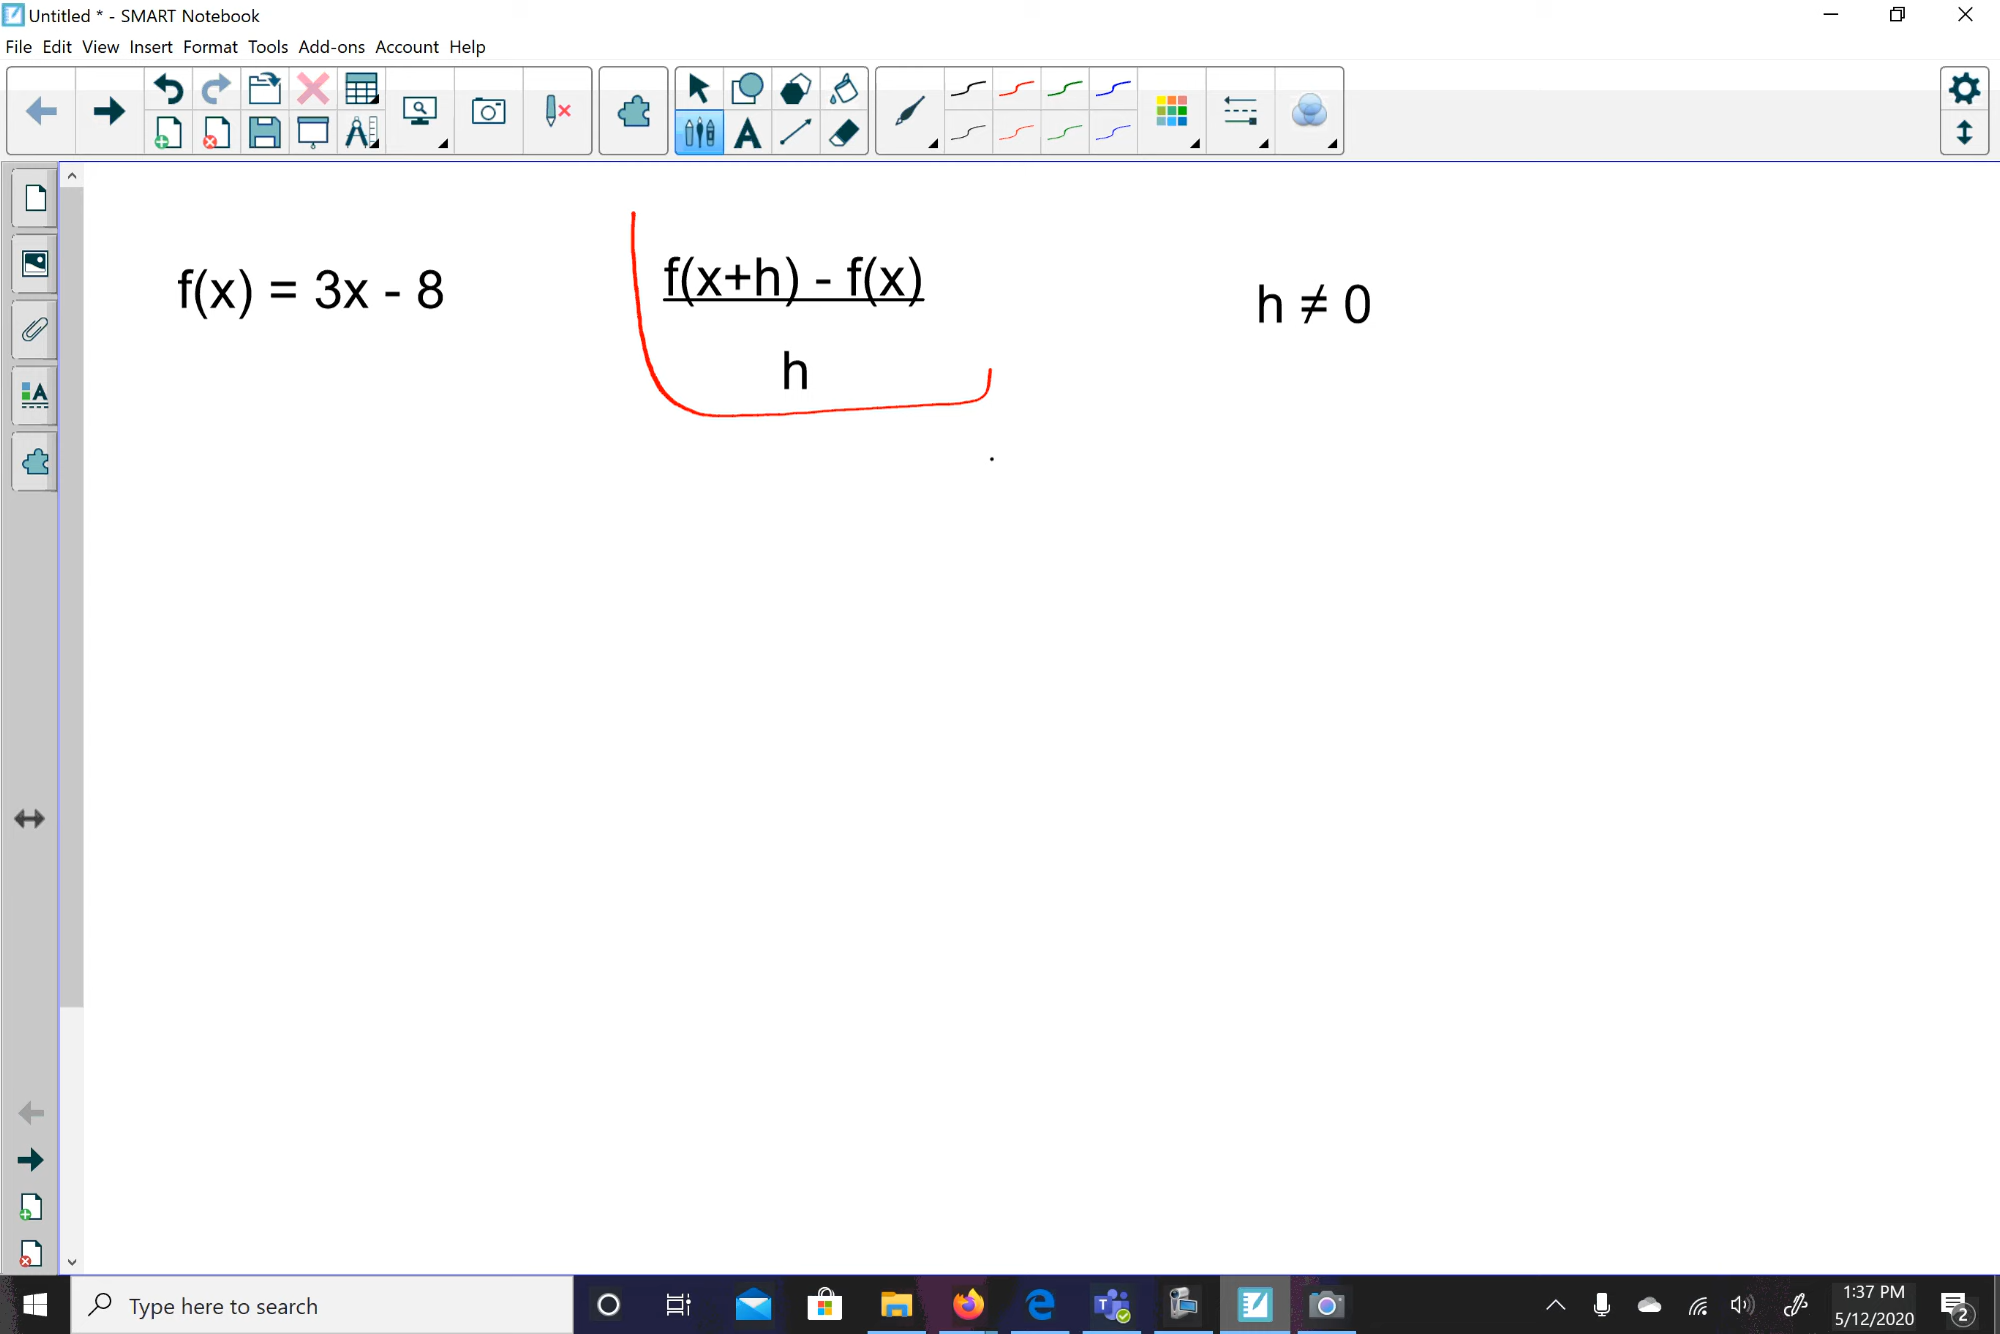 Untitled * - SMART Notebook
File Edit View Insert Format Tools Add-ons Account Help
f(x) = 3x - 8
f(x+h) - f(x)
h
h ≠ 0
Type here to search
1:37 PM
5/12/2020
2